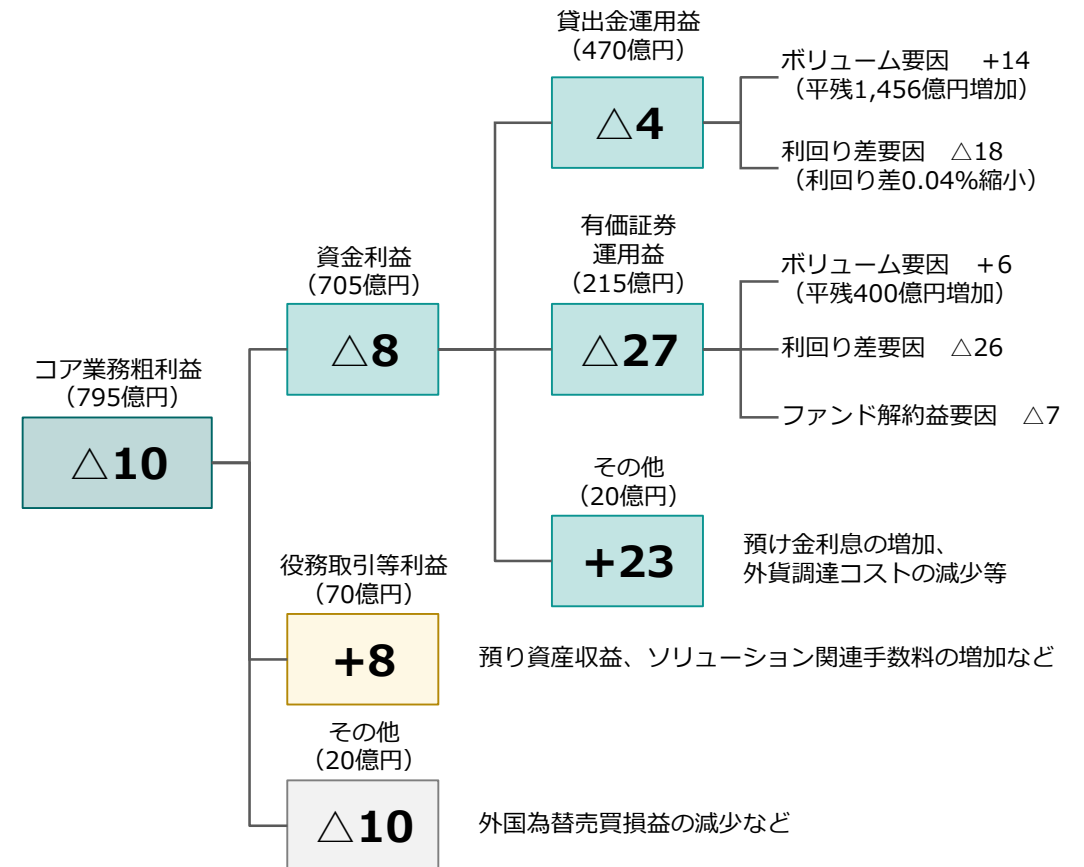 コア業務粗利益
（795億円）
△10
資金利益
（705億円）
△8
貸出金運用益
（470億円）
△4
ボリューム要因　+14
（平残1,456億円増加）
利回り差要因　△18
（利回り差0.04%縮小）
有価証券
運用益
（215億円）
△27
ボリューム要因　+6
（平残400億円増加）
利回り差要因　△26
ファンド解約益要因　△7
その他
（20億円）
+23
預け金利息の増加、
外貨調達コストの減少等
役務取引等利益
（70億円）
+8
預り資産収益、ソリューション関連手数料の増加など
その他
（20億円）
△10
外国為替売買損益の減少など